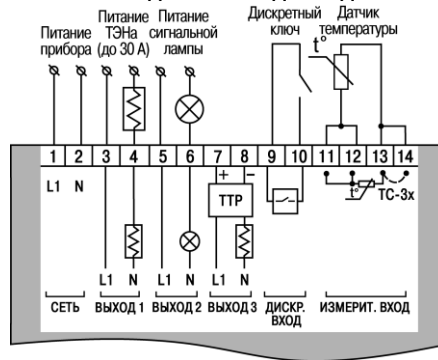 Питание прибора
Питание ТЭНа (до 30 А)
Питание сигнальной лампы
Дискретный ключ
Датчик температуры
t°
1 2 3 4 5 6 7 8 9 10 11 12 13 14
L1 N
+ −
ТТР
t°
ТС-3х
L1 N L1 N L1 N
СЕТЬ ВЫХОД 1 ВЫХОД 2 ВЫХОД 3 ДИСКР. ВХОД ИЗМЕРИТ. ВХОД